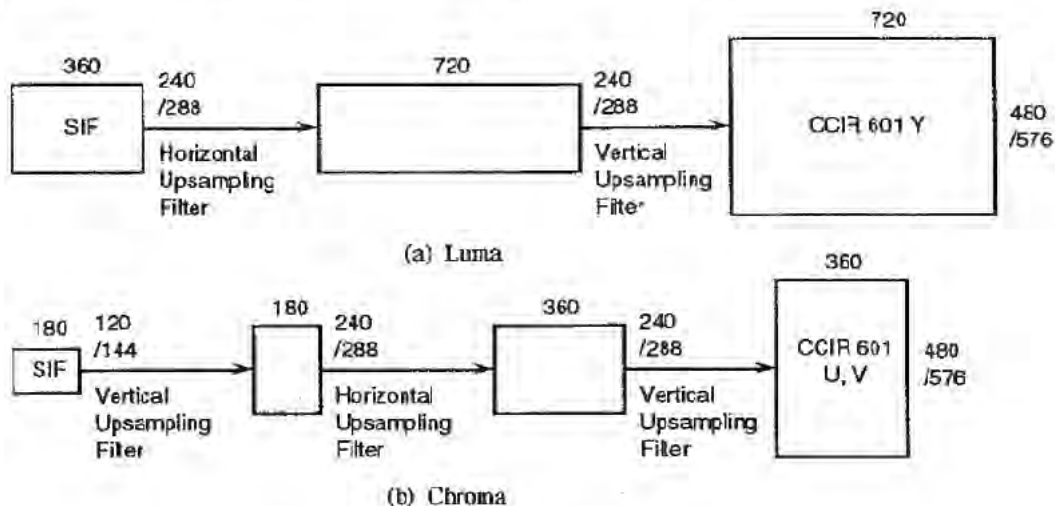 720
360
240
/288
720
240
/288
SIF
CCIR 601 Y
480
/576
Horizontal
Upsampling
Filter
Vertical
Upsampling
Filter
(a) Luma
360
180
120
/144
180
240
/288
360
240
/288
SIF
CCIR 601
U, V
480
/576
Vertical
Upsampling
Filter
Horizontal
Upsampling
Filter
Vertical
Upsampling
Filter
(b) Chroma